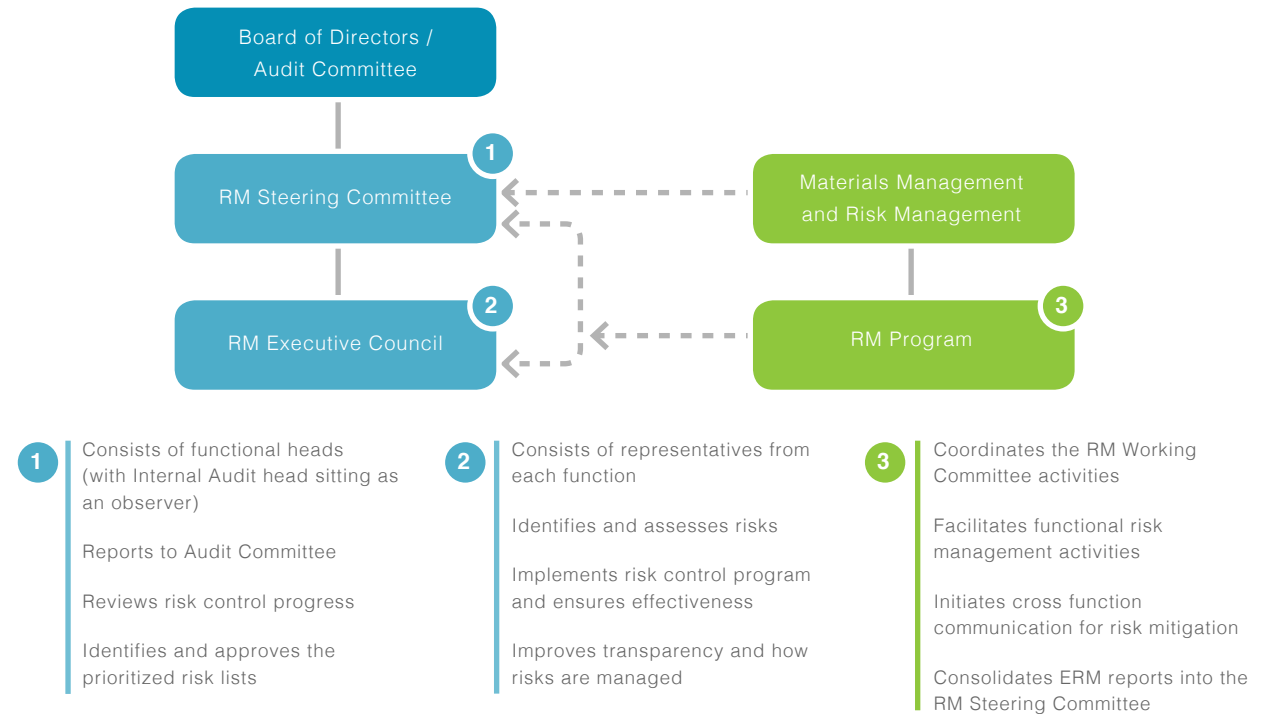 Board of Directors /
Audit Committee
1
RM Steering Committee
Materials Management
and Risk Management
2
RM Executive Council
3
RM Program
1
Consists of functional heads
(with Internal Audit head sitting as
an observer)
Reports to Audit Committee
Reviews risk control progress
Identifies and approves the
prioritized risk lists
2
Consists of representatives from
each function
Identifies and assesses risks
Implements risk control program
and ensures effectiveness
Improves transparency and how
risks are managed
3
Coordinates the RM Working
Committee activities
Facilitates functional risk
management activities
Initiates cross function
communication for risk mitigation
Consolidates ERM reports into the
RM Steering Committee